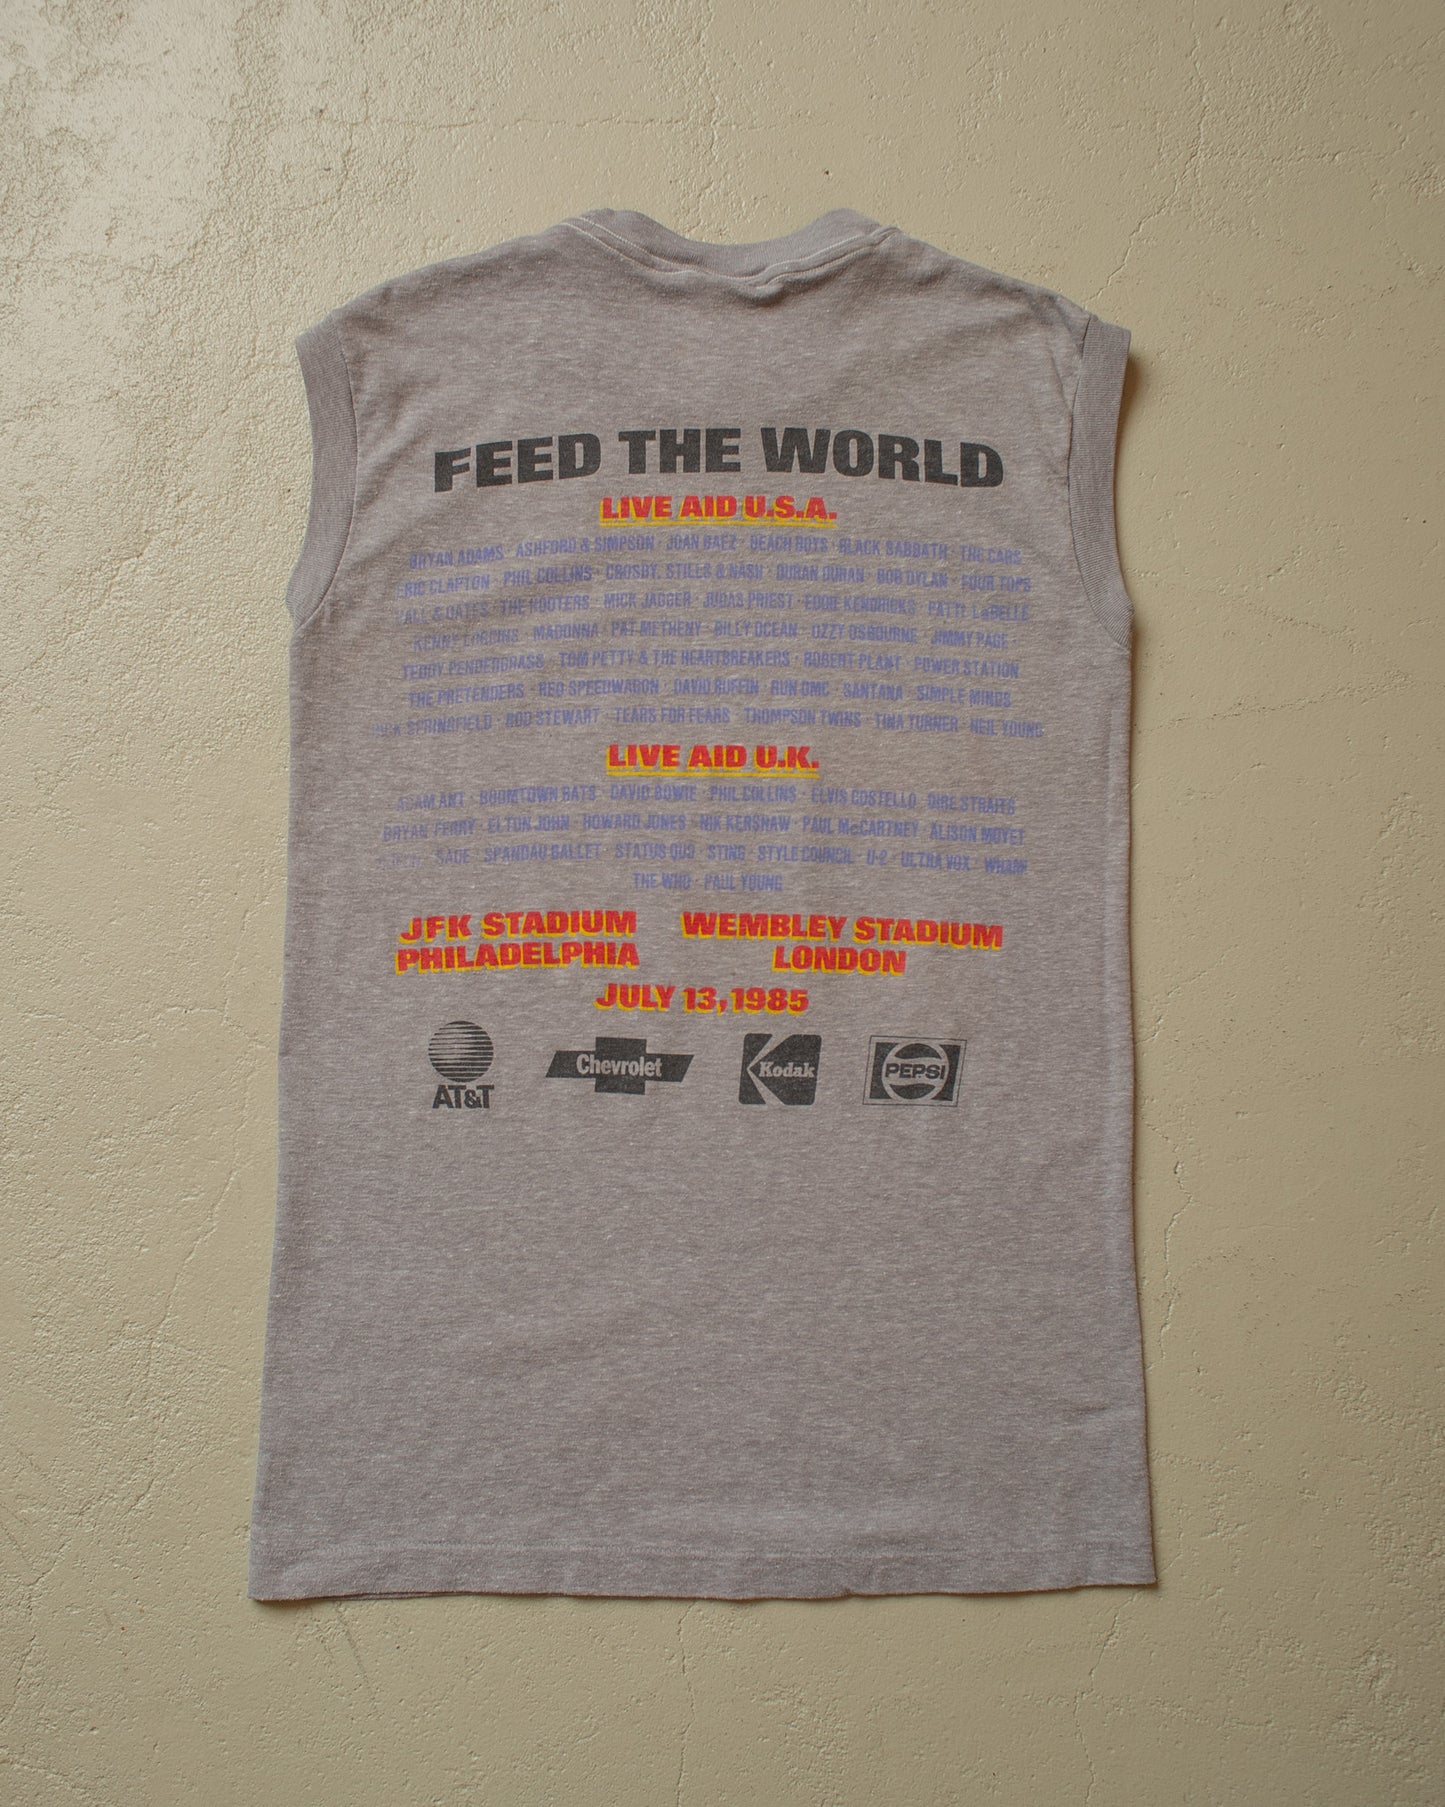 FEED THE WORLD
LIVE AID U.S.A.
BRYAN ADAMS · ASHFORD & SIMPSON · JOAN BAEZ · BEACH BOYS · BLACK SABBATH · THE CARS
ERIC CLAPTON · PHIL COLLINS · CROSBY, STILLS & NASH · DURAN DURAN · BOB DYLAN · FOUR TOPS
HALL & OATES · THE HOOTERS · MICK JAGGER · JUDAS PRIEST · EDDIE KENDRICKS · PATTI LaBELLE
KENNY LOGGINS · MADONNA · PAT METHENY · BILLY OCEAN · OZZY OSBOURNE · JIMMY PAGE ·
TEDDY PENDERGRASS · TOM PETTY & THE HEARTBREAKERS · ROBERT PLANT · POWER STATION
THE PRETENDERS · REO SPEEDWAGON · DAVID RUFFIN · RUN DMC · SANTANA · SIMPLE MINDS
RICK SPRINGFIELD · ROD STEWART · TEARS FOR FEARS · THOMPSON TWINS · TINA TURNER · NEIL YOUNG
LIVE AID U.K.
ADAM ANT · BOOMTOWN RATS · DAVID BOWIE · PHIL COLLINS · ELVIS COSTELLO · DIRE STRAITS
BRYAN FERRY · ELTON JOHN · HOWARD JONES · NIK KERSHAW · PAUL McCARTNEY · ALISON MOYET
SADE · SPANDAU BALLET · STATUS QUO · STING · STYLE COUNCIL · U-2 · ULTRA VOX · WHAM
THE WHO · PAUL YOUNG
JFK STADIUM WEMBLEY STADIUM
PHILADELPHIA LONDON
JULY 13, 1985
AT&T Chevrolet Kodak PEPSI